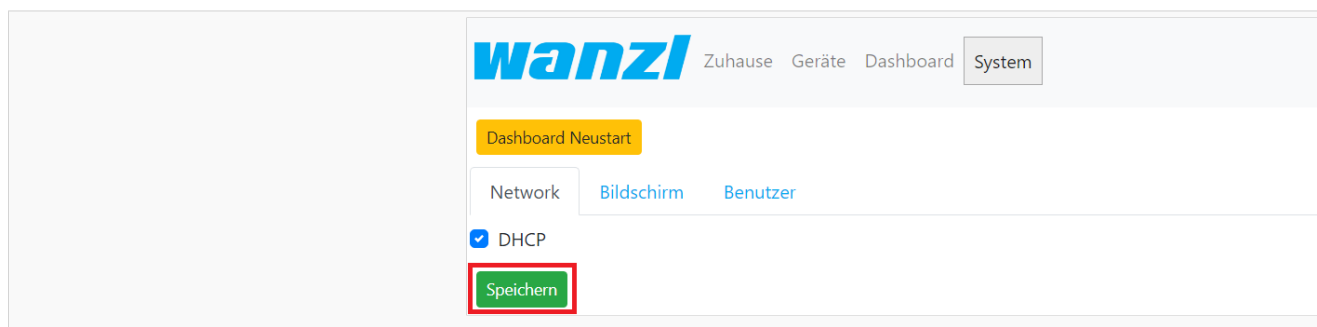 wanzl Zuhause Geräte Dashboard System
Dashboard Neustart
Network Bildschirm Benutzer
DHCP
Speichern